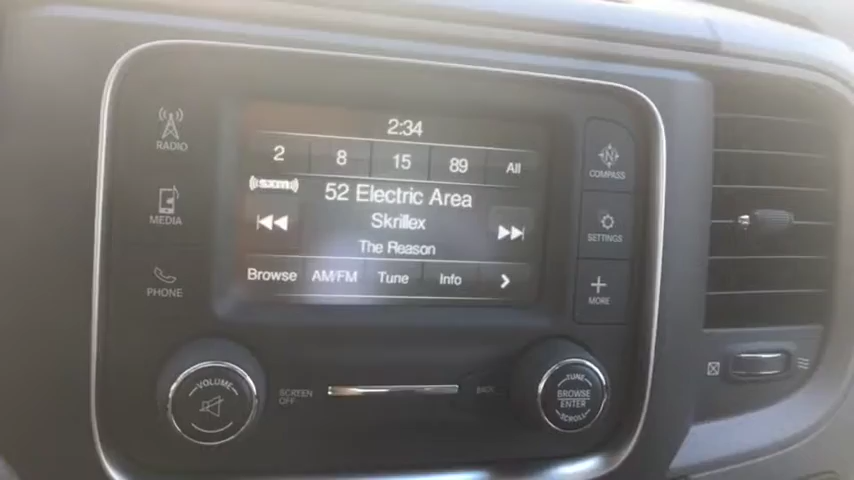 2:34
RADIO
2 8 15 89 All
COMPASS
((sxm))
52 Electric Area
MEDIA
Skrillex
SETTINGS
The Reason
PHONE
Browse AM/FM Tune Info
MORE
VOLUME
SCREEN OFF
BACK
TUNE
BROWSE
ENTER
SCROLL